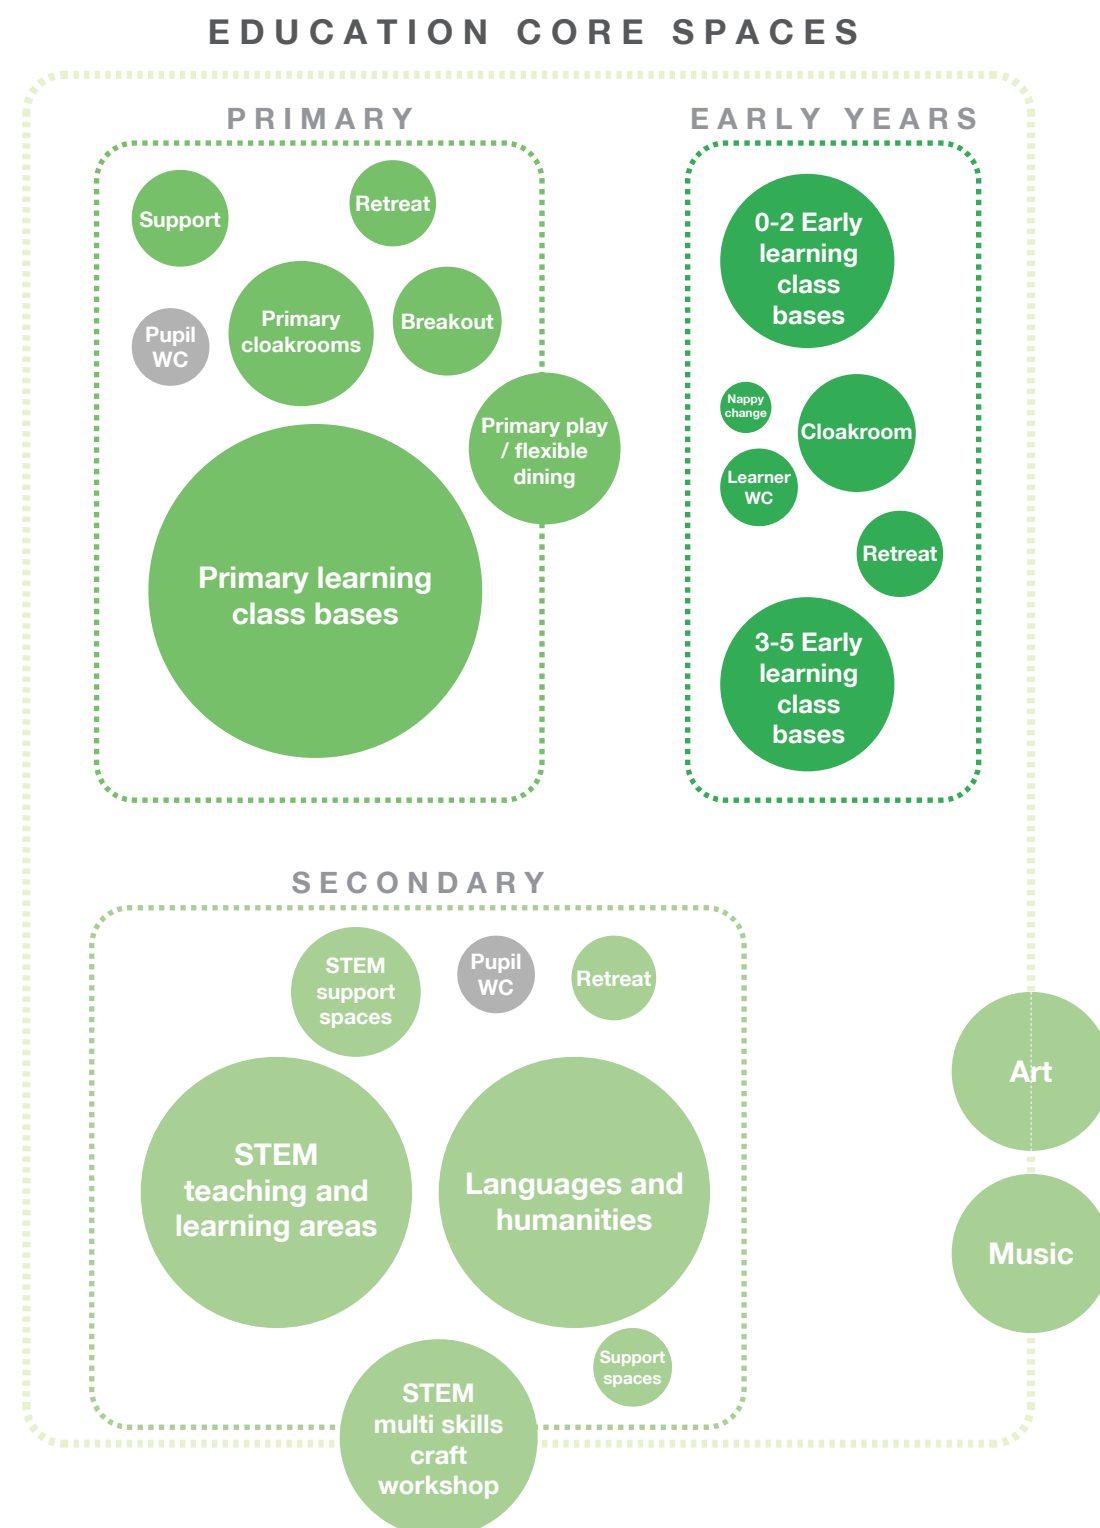 EDUCATION CORE SPACES
PRIMARY
Support
Retreat
Pupil
WC
Primary
cloakrooms
Breakout
Primary play
/ flexible
dining
Primary learning
class bases
EARLY YEARS
0-2 Early
learning
class
bases
Nappy
change
Cloakroom
Learner
WC
Retreat
3-5 Early
learning
class
bases
SECONDARY
STEM
support
spaces
Pupil
WC
Retreat
STEM
teaching and
learning areas
Languages and
humanities
Support
spaces
STEM
multi skills
craft
workshop
Art
Music